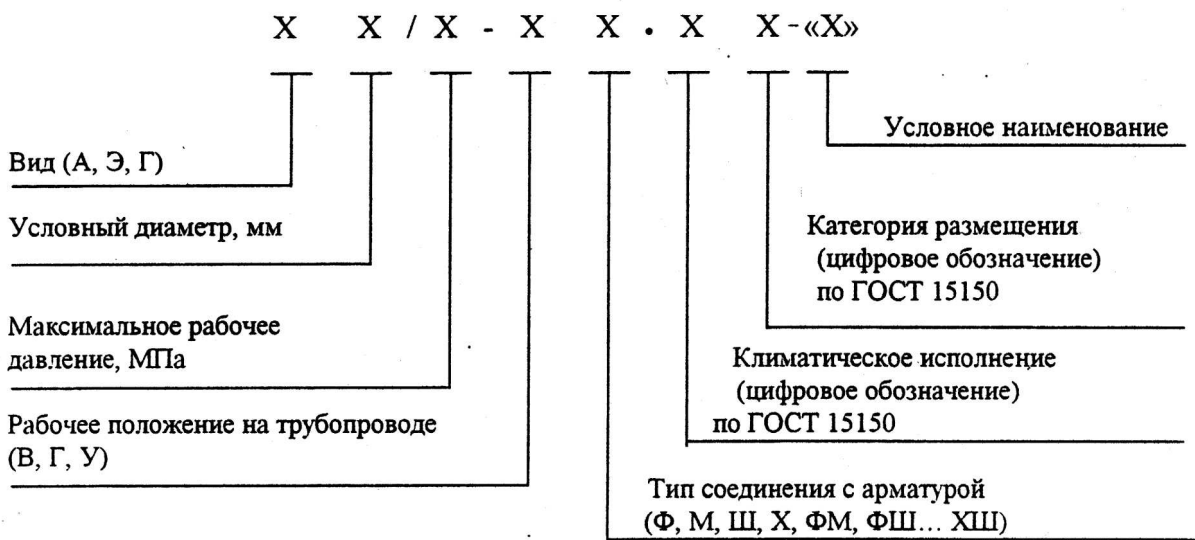 Х Х / Х - Х Х . Х Х - «Х»
Условное наименование
Вид (А, Э, Г)
Условный диаметр, мм
Категория размещения
(цифровое обозначение)
по ГОСТ 15150
Максимальное рабочее
давление, МПа
Климатическое исполнение
(цифровое обозначение)
по ГОСТ 15150
Рабочее положение на трубопроводе
(В, Г, У)
Тип соединения с арматурой
(Ф, М, Ш, Х, ФМ, ФШ... ХШ)